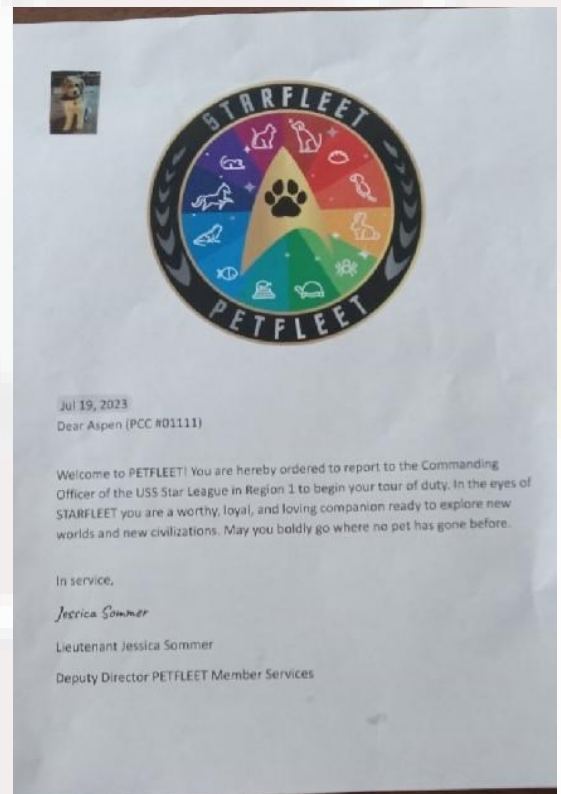 STARFLEET
PETFLEET
Jul 19, 2023
Dear Aspen (PCC #01111)
Welcome to PETFLEET! You are hereby ordered to report to the Commanding
Officer of the USS Star League in Region 1 to begin your tour of duty. In the eyes of
STARFLEET you are a worthy, loyal, and loving companion ready to explore new
worlds and new civilizations. May you boldly go where no pet has gone before.
In service,
Jessica Sommer
Lieutenant Jessica Sommer
Deputy Director PETFLEET Member Services